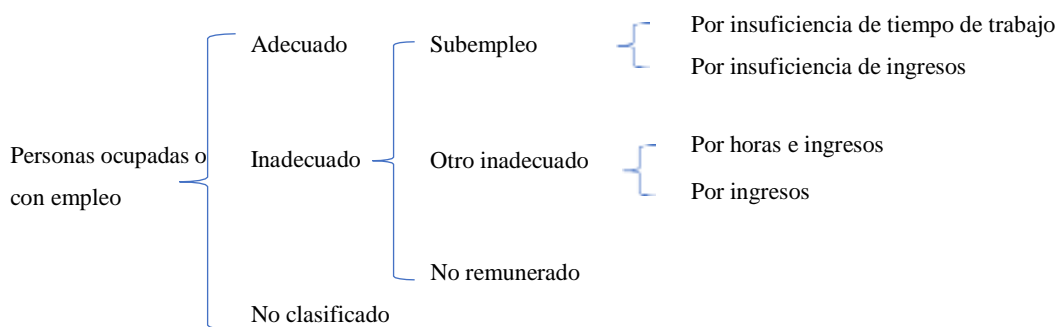 Personas ocupadas o
con empleo
Adecuado
Inadecuado
No clasificado
Subempleo
Otro inadecuado
No remunerado
Por insuficiencia de tiempo de trabajo
Por insuficiencia de ingresos
Por horas e ingresos
Por ingresos